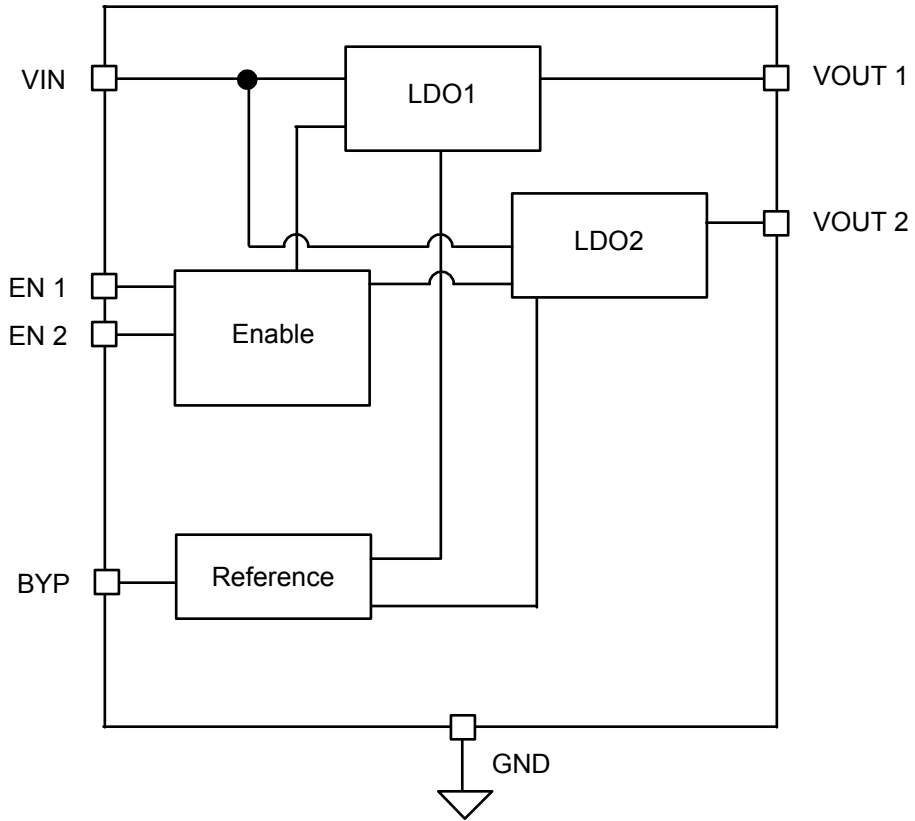 VIN
LDO1
VOUT 1
LDO2
VOUT 2
EN 1
EN 2
Enable
BYP
Reference
GND